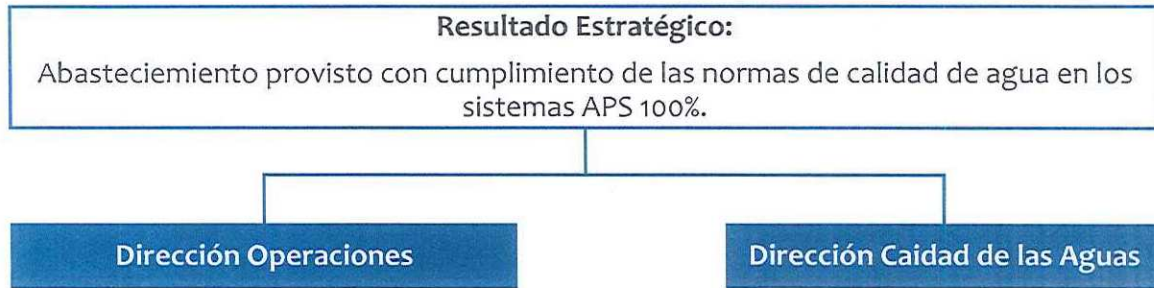 Resultado Estratégico:
Abasteciemiento provisto con cumplimiento de las normas de calidad de agua en los
sistemas APS 100%.
Dirección Operaciones
Dirección Caidad de las Aguas